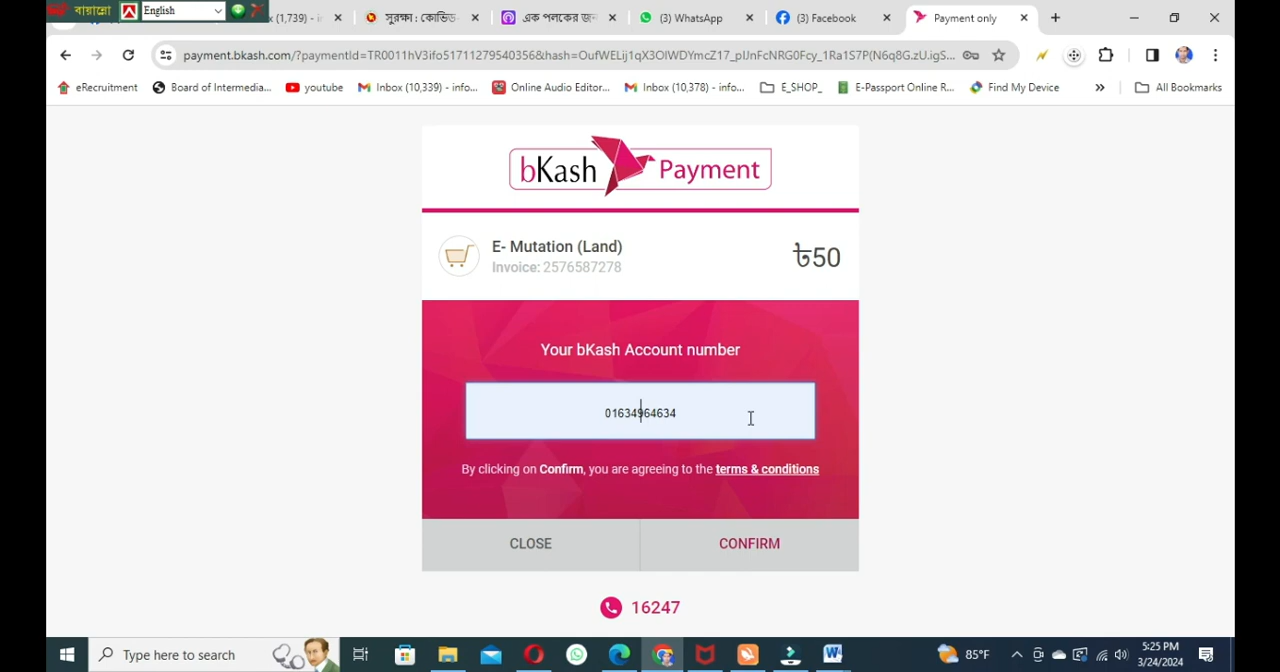 বায়ান্নো English
(1,739) - i
সুরক্ষা : কোভিড
এক পলকের জন
(3) WhatsApp
(3) Facebook
Payment only
payment.bkash.com/?paymentId=TR0011hV3ifo51711279540356&hash=OufWELij1qX3OIWDYmcZ17_pUnFcNRG0Fcy_1Ra1S7P(N6q8G.zU.igS...
eRecruitment
Board of Intermedia...
youtube
Inbox (10,339) - info...
Online Audio Editor...
Inbox (10,378) - info...
E_SHOP_
E-Passport Online R...
Find My Device
»
All Bookmarks
bKash Payment
E- Mutation (Land)
Invoice: 2576587278
৳50
Your bKash Account number
01634964634
By clicking on Confirm, you are agreeing to the terms & conditions
CLOSE CONFIRM
16247
Type here to search
85°F
5:25 PM
3/24/2024